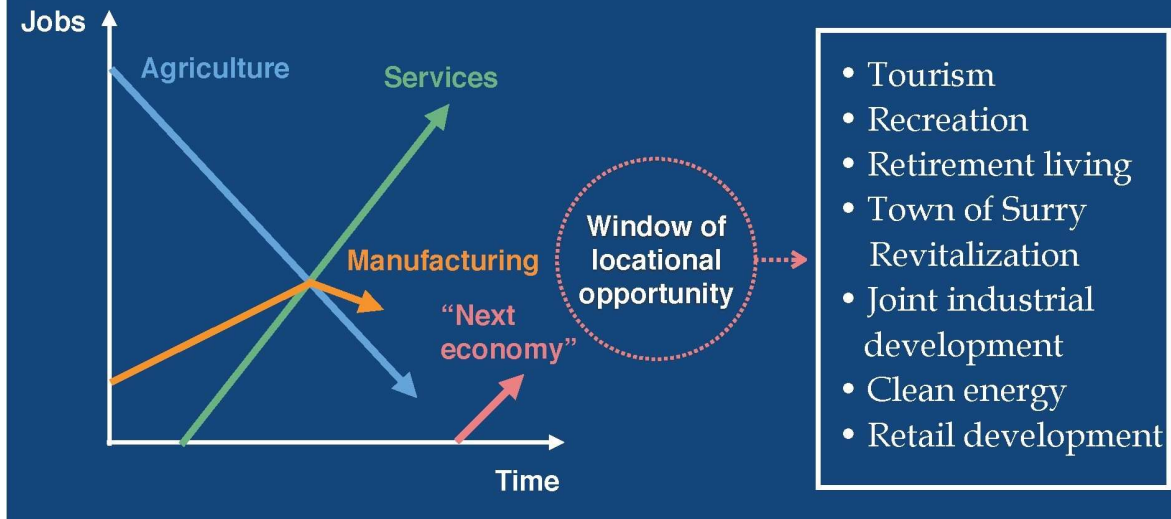 Jobs
Agriculture
Services
Manufacturing
“Next
economy”
Time
Window of
locational
opportunity
• Tourism
• Recreation
• Retirement living
• Town of Surry
Revitalization
• Joint industrial
development
• Clean energy
• Retail development